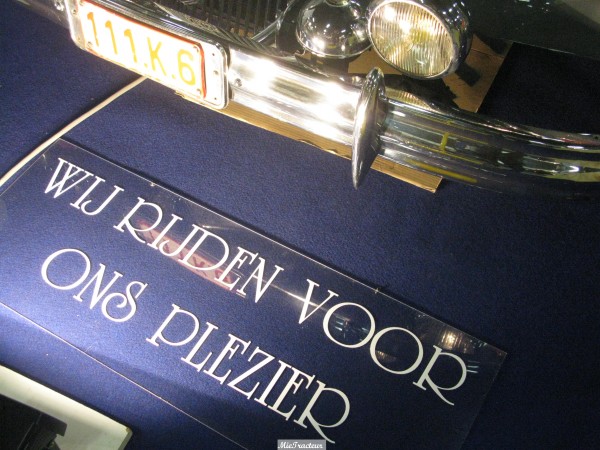 111.K.6
WIJ RIJDEN VOOR
ONS PLEZIER
MicTracteur